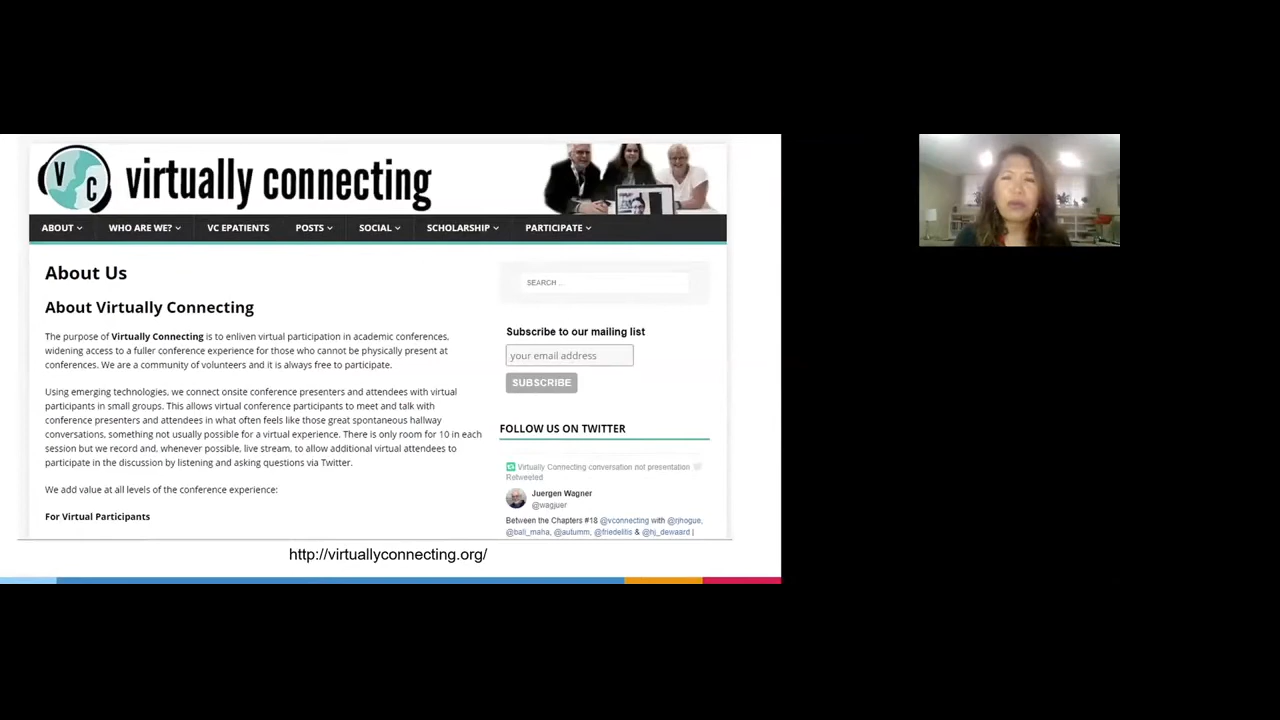 V C
virtually connecting
ABOUT WHO ARE WE? VC EPATIENTS POSTS SOCIAL SCHOLARSHIP PARTICIPATE
About Us
About Virtually Connecting
The purpose of Virtually Connecting is to enliven virtual participation in academic conferences,
widening access to a fuller conference experience for those who cannot be physically present at
conferences. We are a community of volunteers and it is always free to participate.
Using emerging technologies, we connect onsite conference presenters and attendees with virtual
participants in small groups. This allows virtual conference participants to meet and talk with
conference presenters and attendees in what often feels like those great spontaneous hallway
conversations, something not usually possible for a virtual experience. There is only room for 10 in each
session but we record and, whenever possible, live stream, to allow additional virtual attendees to
participate in the discussion by listening and asking questions via Twitter.
We add value at all levels of the conference experience:
For Virtual Participants
SEARCH ...
Subscribe to our mailing list
your email address
SUBSCRIBE
FOLLOW US ON TWITTER
Virtually Connecting conversation not presentation
Retweeted
Juergen Wagner
@wagjuer
Between the Chapters #18 @vconnecting with @rjhogue,
@bali_maha, @autumm, @friedelitis & @hj_dewaard |
http://virtuallyconnecting.org/